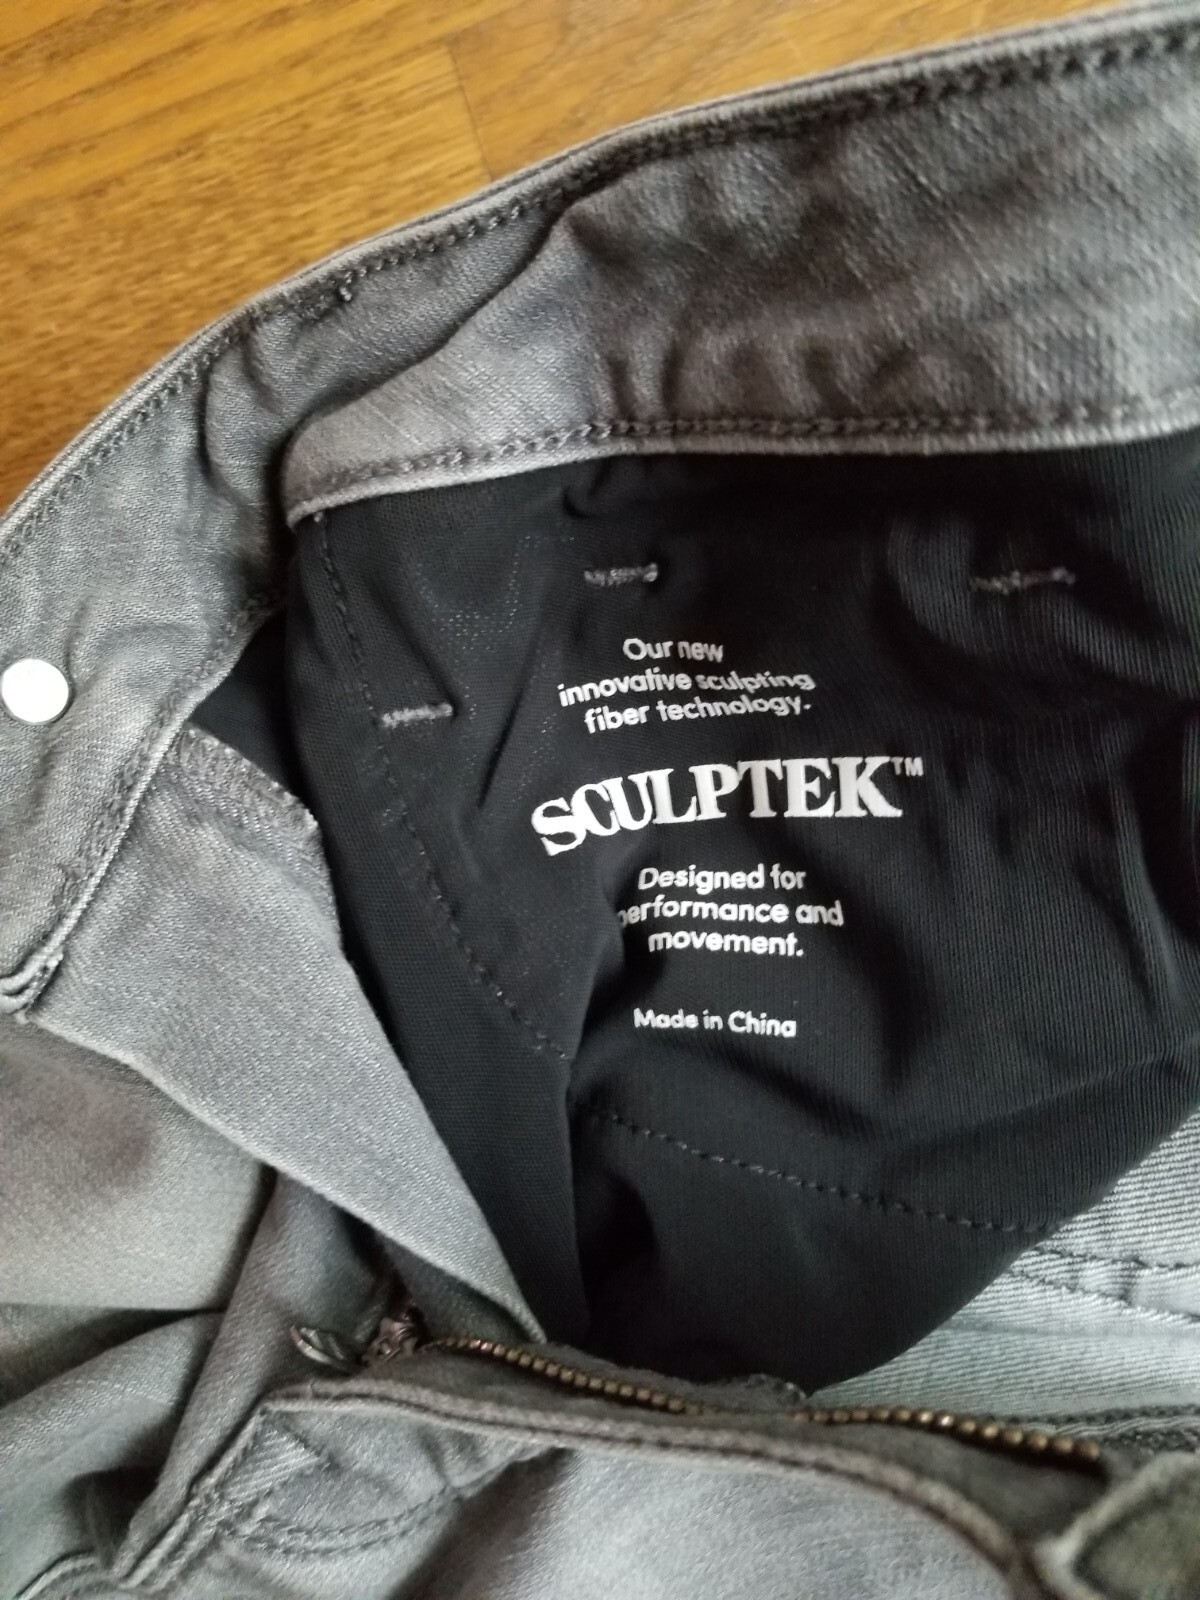 Our new
innovative sculpting
fiber technology.
SCULPTEK™
Designed for
performance and
movement.
Made in China